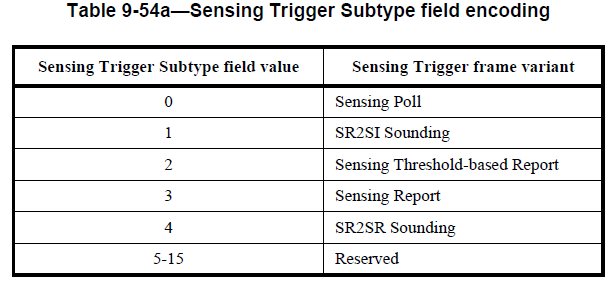 Table 9-54a—Sensing Trigger Subtype field encoding
Sensing Trigger Subtype field value Sensing Trigger frame variant
0 Sensing Poll
1 SR2SI Sounding
2 Sensing Threshold-based Report
3 Sensing Report
4 SR2SR Sounding
5-15 Reserved